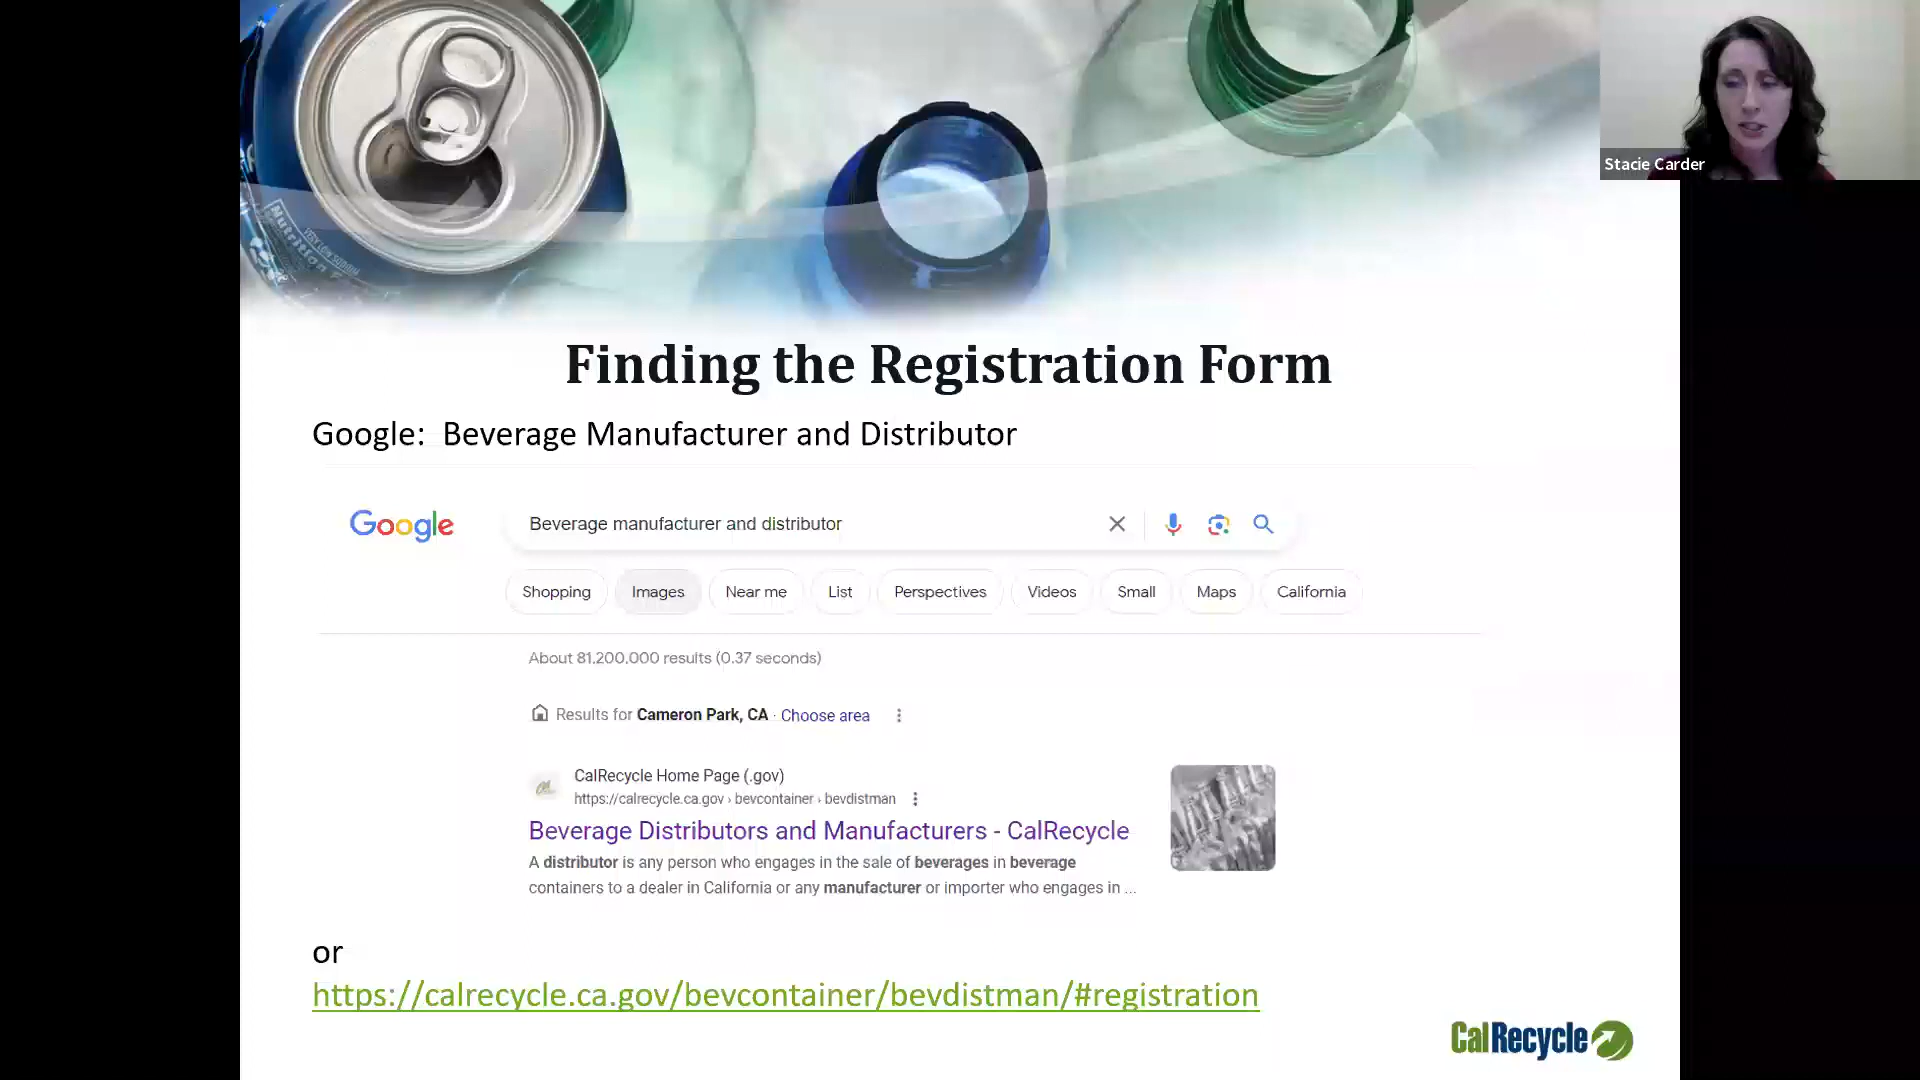 Nutrition F
VERY LOW SODIUM
Stacie Carder
Finding the Registration Form
Google: Beverage Manufacturer and Distributor
Google
Beverage manufacturer and distributor
Shopping
Images
Near me
List
Perspectives
Videos
Small
Maps
California
About 81,200,000 results (0.37 seconds)
Results for Cameron Park, CA · Choose area
CalRecycle Home Page (.gov)
https://calrecycle.ca.gov › bevcontainer › bevdistman
Beverage Distributors and Manufacturers - CalRecycle
A distributor is any person who engages in the sale of beverages in beverage
containers to a dealer in California or any manufacturer or importer who engages in ...
or
https://calrecycle.ca.gov/bevcontainer/bevdistman/#registration
CalRecycle